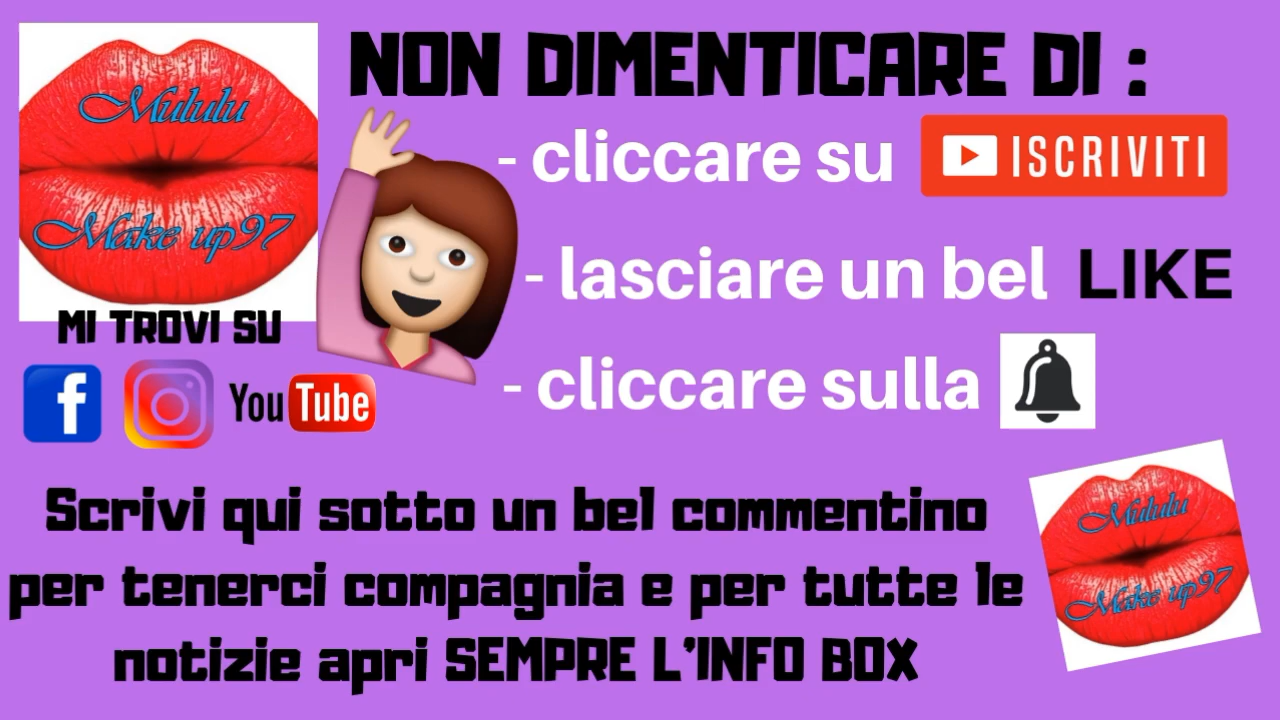 Mululu
Make up97
MI TROVI SU
f
You Tube
NON DIMENTICARE DI :
- cliccare su ISCRIVITI
- lasciare un bel LIKE
- cliccare sulla
Scrivi qui sotto un bel commentino
per tenerci compagnia e per tutte le
notizie apri SEMPRE L'INFO BOX
Mululu
Make up97